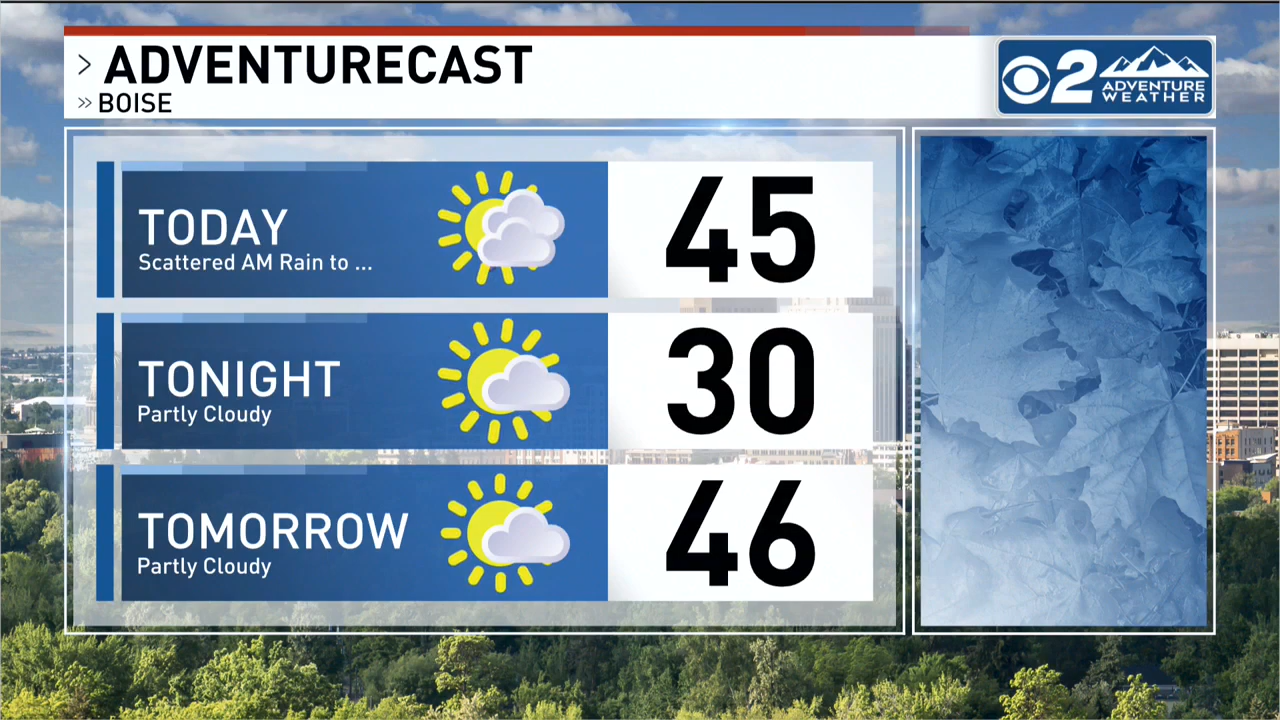 > ADVENTURECAST
» BOISE
2 ADVENTURE
WEATHER
TODAY
Scattered AM Rain to ...
45
TONIGHT
Partly Cloudy
30
TOMORROW
Partly Cloudy
46